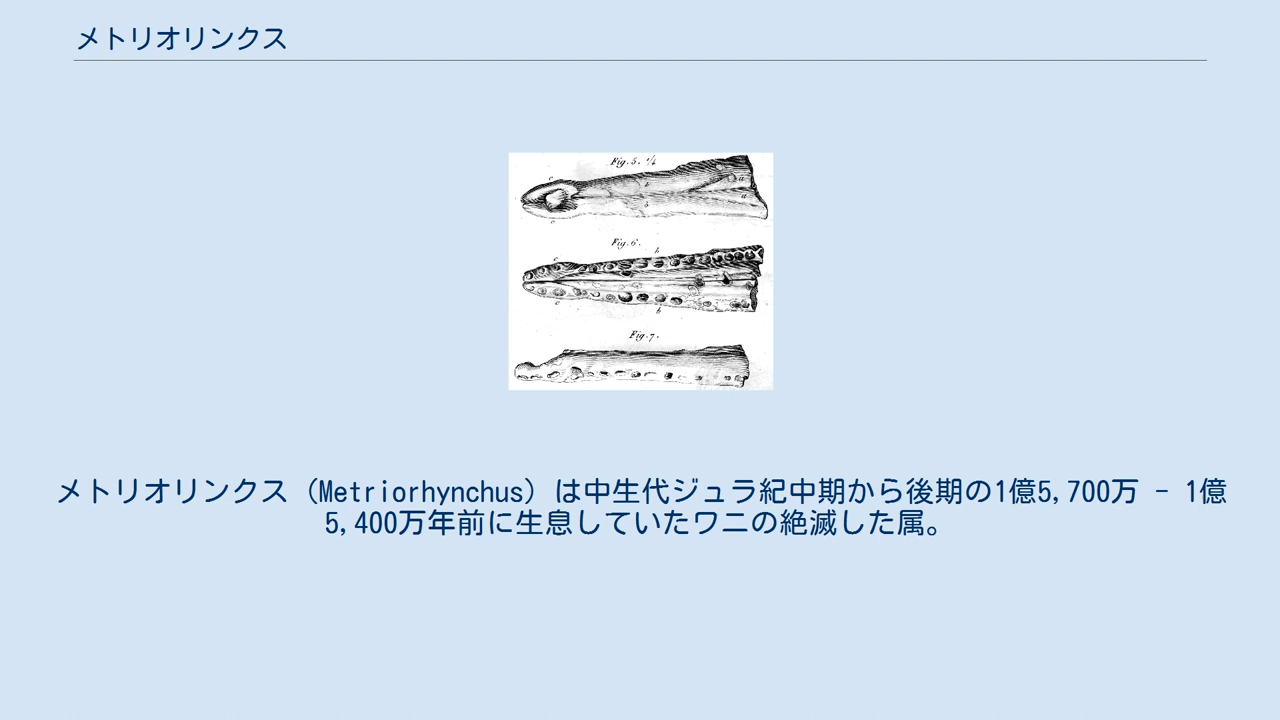 メトリオリンクス
Fig. 5. 1/4
Fig. 6.
Fig. 7.
メトリオリンクス (Metriorhynchus) は中生代ジュラ紀中期から後期の1億5,700万 - 1億
5,400万年前に生息していたワニの絶滅した属。